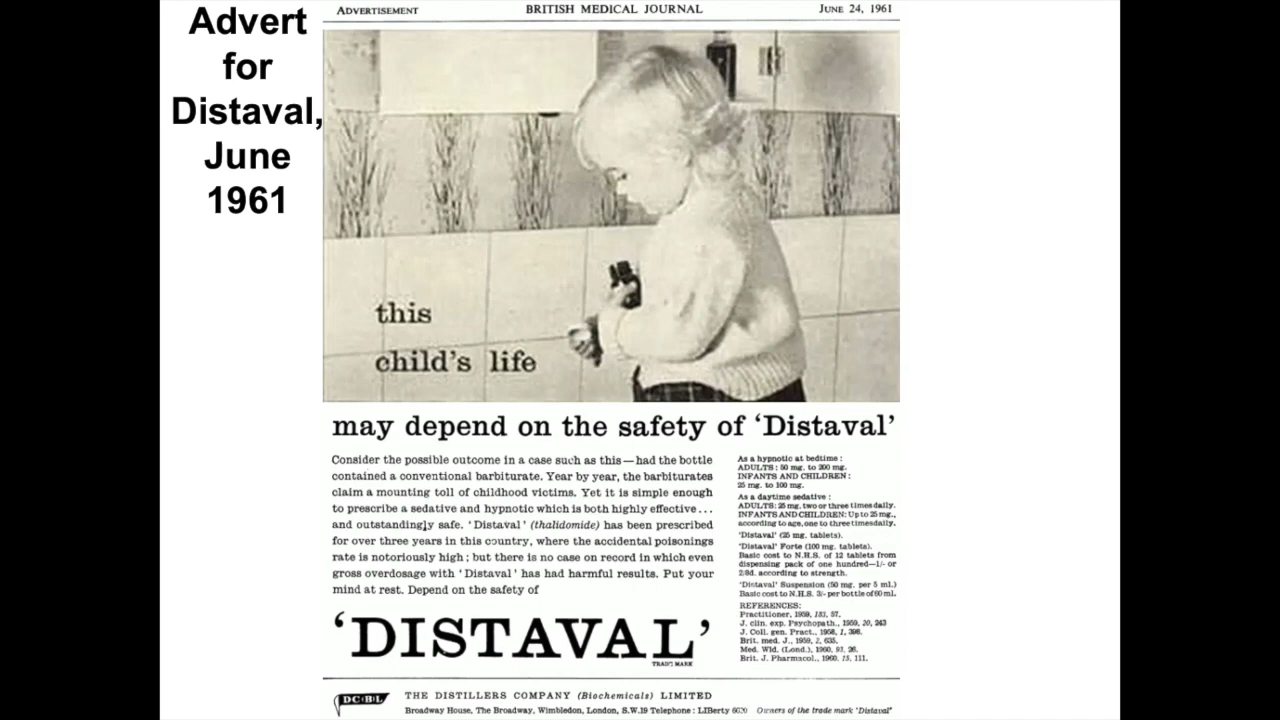 Advert
for
Distaval,
June
1961
ADVERTISEMENT BRITISH MEDICAL JOURNAL JUNE 24, 1961
this
child's life
may depend on the safety of ‘Distaval’
Consider the possible outcome in a case such as this—had the bottle
contained a conventional barbiturate. Year by year, the barbiturates
claim a mounting toll of childhood victims. Yet it is simple enough
to prescribe a sedative and hypnotic which is both highly effective...
and outstandingly safe. ‘Distaval’ (thalidomide) has been prescribed
for over three years in this country, where the accidental poisonings
rate is notoriously high; but there is no case on record in which even
gross overdosage with ‘Distaval’ has had harmful results. Put your
mind at rest. Depend on the safety of
‘DISTAVAL’
TRADE MARK
As a hypnotic at bedtime:
ADULTS: 50 mg. to 200 mg.
INFANTS AND CHILDREN:
25 mg. to 100 mg.
As a daytime sedative:
ADULTS: 25 mg. two or three times daily.
INFANTS AND CHILDREN: Up to 25 mg.,
according to age, one to three times daily.
‘Distaval’ (25 mg. tablets).
‘Distaval’ Forte (100 mg. tablets).
Basic cost to N.H.S. of 12 tablets from
dispensing pack of one hundred—1/- or
2/8d. according to strength.
‘Distaval’ Suspension (50 mg. per 5 ml.)
Basic cost to N.H.S. 3/- per bottle of 60 ml.
REFERENCES:
Practitioner, 1959, 183, 57.
J. clin. exp. Psychopath., 1959, 20, 243
J. Coll. gen. Pract., 1958, 1, 398.
Brit. med. J., 1959, 2, 635.
Med. Wld. (Lond.), 1960, 93, 26.
Brit. J. Pharmacol., 1960, 15, 111.
DCBL THE DISTILLERS COMPANY (Biochemicals) LIMITED
Broadway House, The Broadway, Wimbledon, London, S.W.19 Telephone: LIBerty 6600 Owners of the trade mark ‘Distaval’